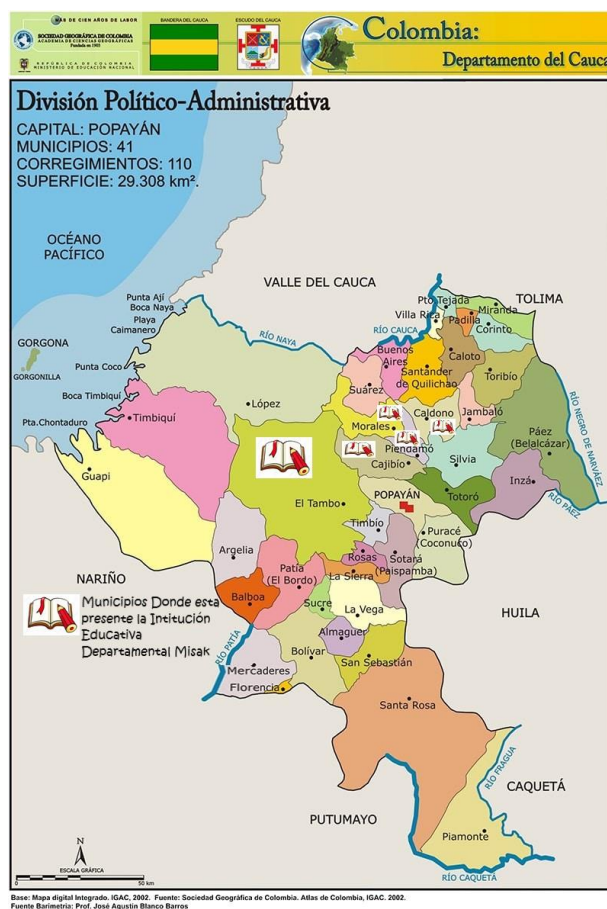 MÁS DE CIEN AÑOS DE LABOR
SOCIEDAD GEOGRÁFICA DE COLOMBIA
ACADEMIA DE CIENCIAS GEOGRÁFICAS
Fundada en 1903
REPÚBLICA DE COLOMBIA
MINISTERIO DE EDUCACIÓN NACIONAL
BANDERA DEL CAUCA
ESCUDO DEL CAUCA
Colombia:
Departamento del Cauca
División Político-Administrativa
CAPITAL: POPAYÁN
MUNICIPIOS: 41
CORREGIMIENTOS: 110
SUPERFICIE: 29.308 km².
OCÉANO
PACÍFICO
VALLE DEL CAUCA
TOLIMA
Punta Ají
Boca Naya
Playa
Caimanero
RÍO NAYA
RÍO CAUCA
Pto.Tejada
Villa Rica
Padilla
Miranda
Corinto
GORGONA
GORGONILLA
Punta Coco
Boca Timbiquí
Pta.Chontaduro
Buenos
Aires
Santander
de Quilichao
Caloto
Toribío
Suárez
López
Timbiquí
Morales
Caldono
Jambaló
Piendamó
Cajibío
Silvia
Páez
(Belalcázar)
RÍO NEGRO DE NARVÁEZ
Guapi
El Tambo
POPAYÁN
Totoró
Inzá
RÍO PAEZ
Timbío
Puracé
(Coconuco)
Argelia
Rosas
Sotará
(Paispamba)
Patía
(El Bordo)
La Sierra
NARIÑO
HUILA
Balboa
Sucre
La Vega
Municipios Donde esta
presente la Intitución
Educativa
Departamental Misak
Almaguer
RÍO PATÍA
Bolívar
San Sebastián
Mercaderes
Florencia
Santa Rosa
RÍO FRAGUA
CAQUETÁ
PUTUMAYO
Piamonte
RÍO CAQUETÁ
N
ESCALA GRÁFICA
0
50 km
Base: Mapa digital Integrado. IGAC, 2002. Fuente: Sociedad Geográfica de Colombia. Atlas de Colombia, IGAC. 2002.
Fuente Barimetría: Prof. José Agustín Blanco Barros